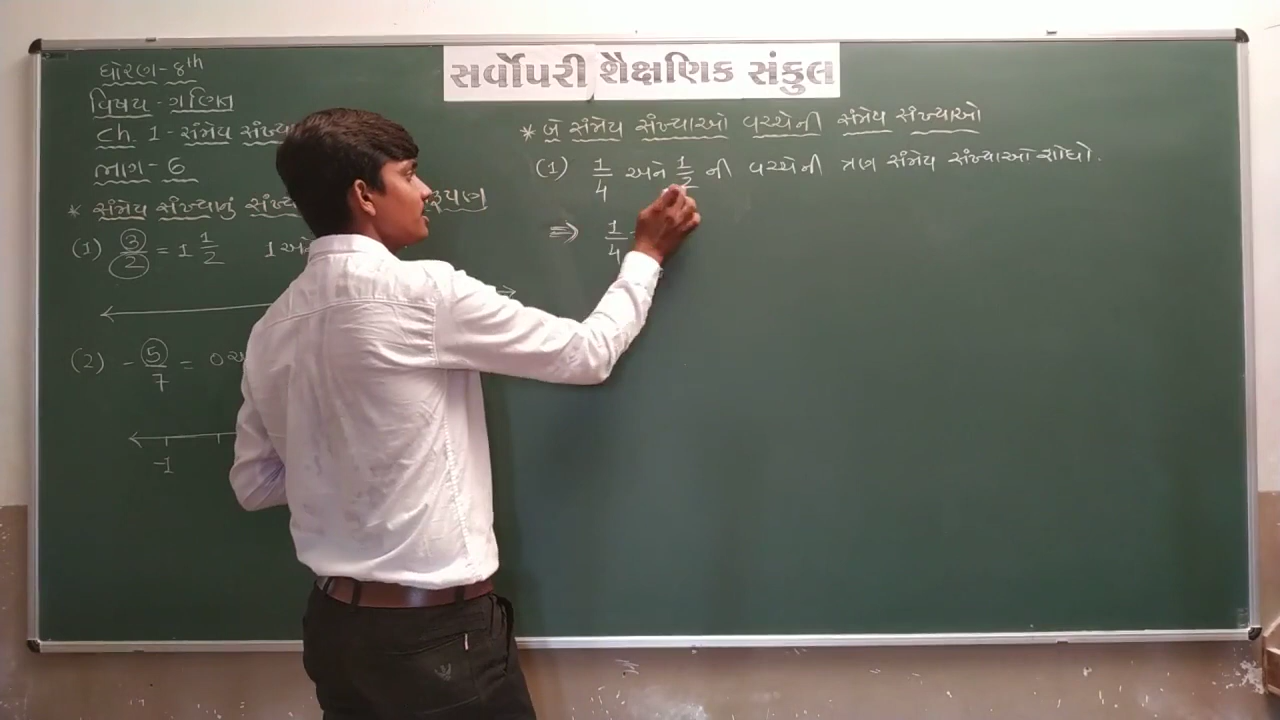 સર્વોપરી શૈક્ષણિક સંકુલ
ધોરણ - ૪th
વિષય - ગણિત
Ch. 1 - સંમેય સંખ્યા
ભાગ - 6
* સંમેય સંખ્યાનું
(1) 3/2 = 1 1/2 1 અને
(2) - 5/7 = 0
-1
* બે સંમેય સંખ્યાઓ વચ્ચેની સંમેય સંખ્યાઓ
(1) 1/4 અને 1/2 ની વચ્ચેની ત્રણ સંમેય સંખ્યાઓ શોધો.
⇒ 1/4